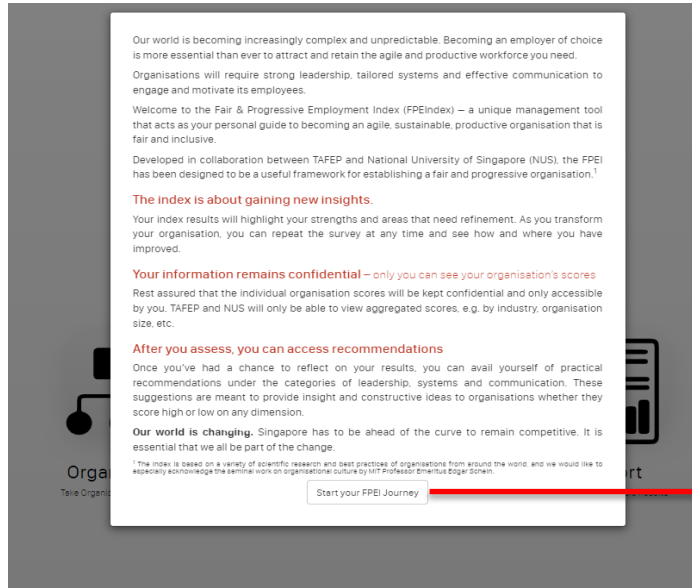 Our world is becoming increasingly complex and unpredictable. Becoming an employer of choice
is more essential than ever to attract and retain the agile and productive workforce you need.
Organisations will require strong leadership, tailored systems and effective communication to
engage and motivate its employees.
Welcome to the Fair & Progressive Employment Index (FPEIndex) – a unique management tool
that acts as your personal guide to becoming an agile, sustainable, productive organisation that is
fair and inclusive.
Developed in collaboration between TAFEP and National University of Singapore (NUS), the FPEI
has been designed to be a useful framework for establishing a fair and progressive organisation.1
The index is about gaining new insights.
Your index results will highlight your strengths and areas that need refinement. As you transform
your organisation, you can repeat the survey at any time and see how and where you have
improved.
Your information remains confidential – only you can see your organisation's scores
Rest assured that the individual organisation scores will be kept confidential and only accessible
by you. TAFEP and NUS will only be able to view aggregated scores, e.g. by industry, organisation
size, etc.
After you assess, you can access recommendations
Once you've had a chance to reflect on your results, you can avail yourself of practical
recommendations under the categories of leadership, systems and communication. These
suggestions are meant to provide insight and constructive ideas to organisations whether they
score high or low on any dimension.
Our world is changing. Singapore has to be ahead of the curve to remain competitive. It is
essential that we all be part of the change.
1 The index is based on a variety of scientific research and best practices of organisations from around the world, and we would like to
especially acknowledge the seminal work on organisational culture by MIT Professor Emeritus Edgar Schein.
Start your FPEI Journey
Orga
rt
Take Organi